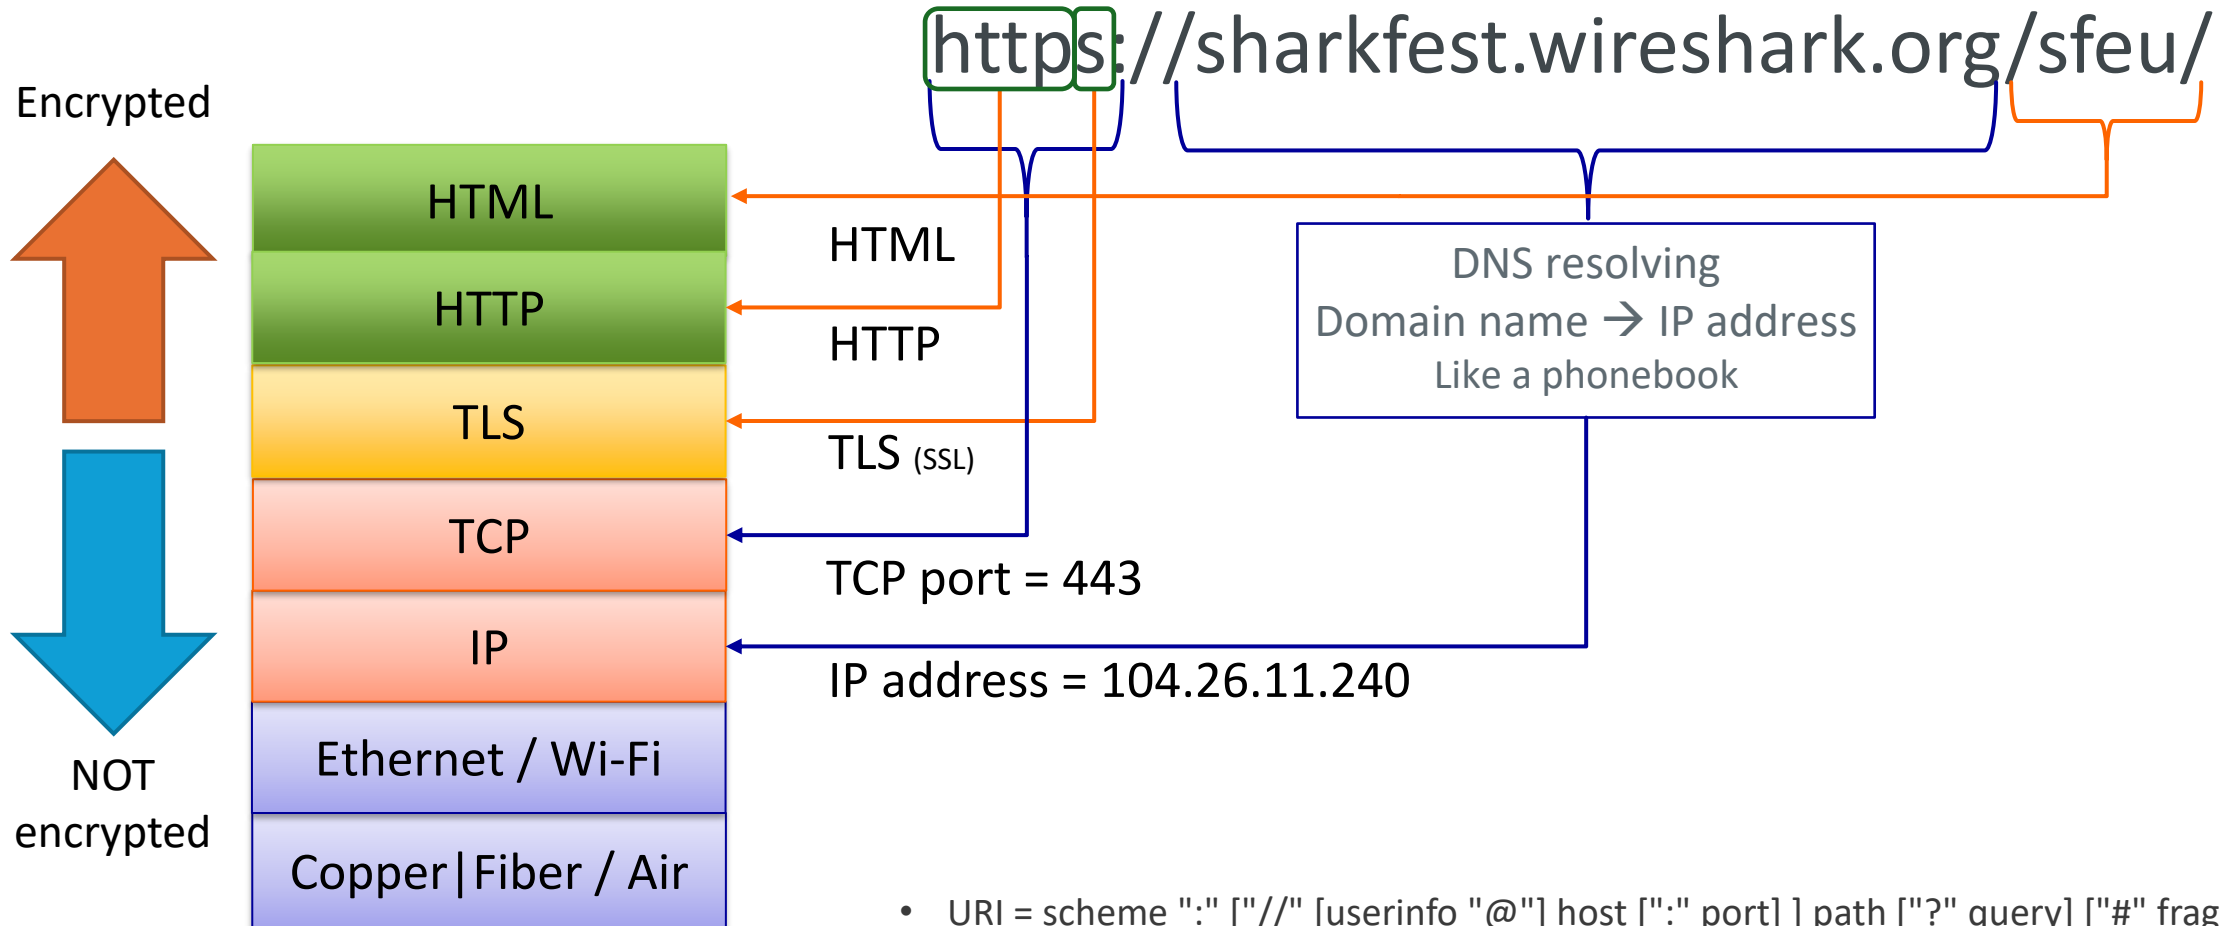 https://sharkfest.wireshark.org/sfeu/
Encrypted
HTML
HTTP
TLS
TCP
IP
Ethernet / Wi-Fi
Copper|Fiber / Air
NOT
encrypted
HTML
HTTP
TLS (SSL)
TCP port = 443
IP address = 104.26.11.240
DNS resolving
Domain name → IP address
Like a phonebook
• URI = scheme ":" ["//" [userinfo "@"] host [":" port] ] path ["?" query] ["#" frag